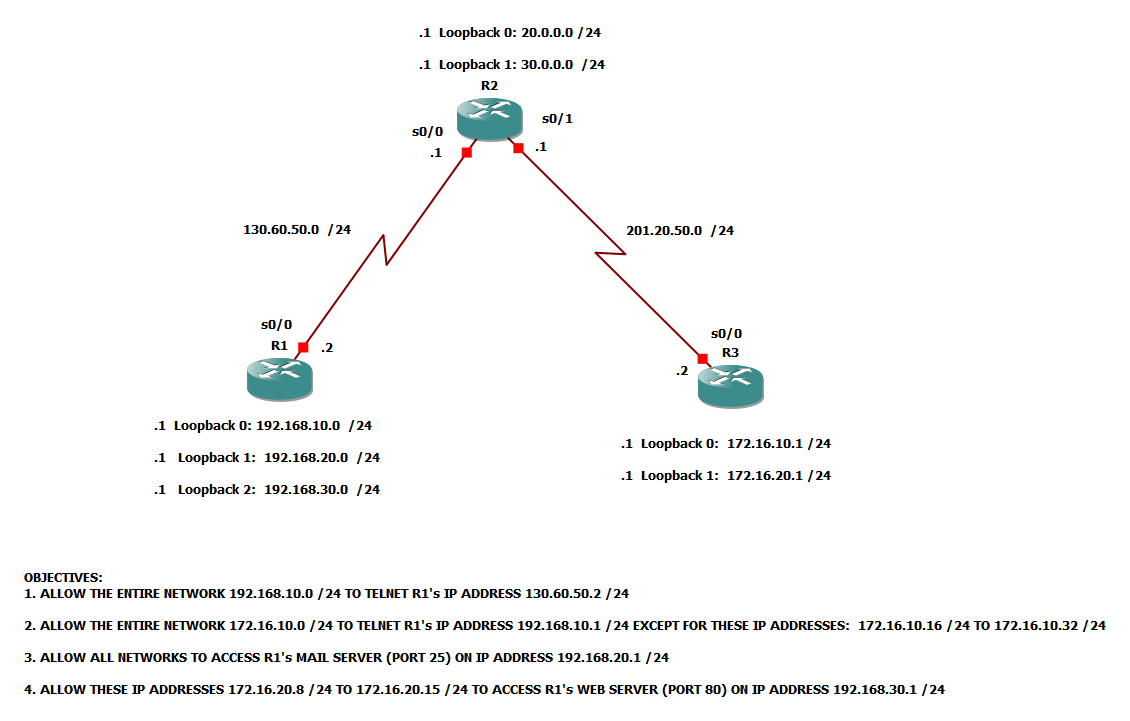 .1 Loopback 0: 20.0.0.0 /24
.1 Loopback 1: 30.0.0.0 /24
R2
s0/0
s0/1
.1
.1
130.60.50.0 /24
201.20.50.0 /24
s0/0
R1
.2
s0/0
R3
.2
.1 Loopback 0: 192.168.10.0 /24
.1 Loopback 1: 192.168.20.0 /24
.1 Loopback 2: 192.168.30.0 /24
.1 Loopback 0: 172.16.10.1 /24
.1 Loopback 1: 172.16.20.1 /24
OBJECTIVES:
1. ALLOW THE ENTIRE NETWORK 192.168.10.0 /24 TO TELNET R1's IP ADDRESS 130.60.50.2 /24
2. ALLOW THE ENTIRE NETWORK 172.16.10.0 /24 TO TELNET R1's IP ADDRESS 192.168.10.1 /24 EXCEPT FOR THESE IP ADDRESSES: 172.16.10.16 /24 TO 172.16.10.32 /24
3. ALLOW ALL NETWORKS TO ACCESS R1's MAIL SERVER (PORT 25) ON IP ADDRESS 192.168.20.1 /24
4. ALLOW THESE IP ADDRESSES 172.16.20.8 /24 TO 172.16.20.15 /24 TO ACCESS R1's WEB SERVER (PORT 80) ON IP ADDRESS 192.168.30.1 /24